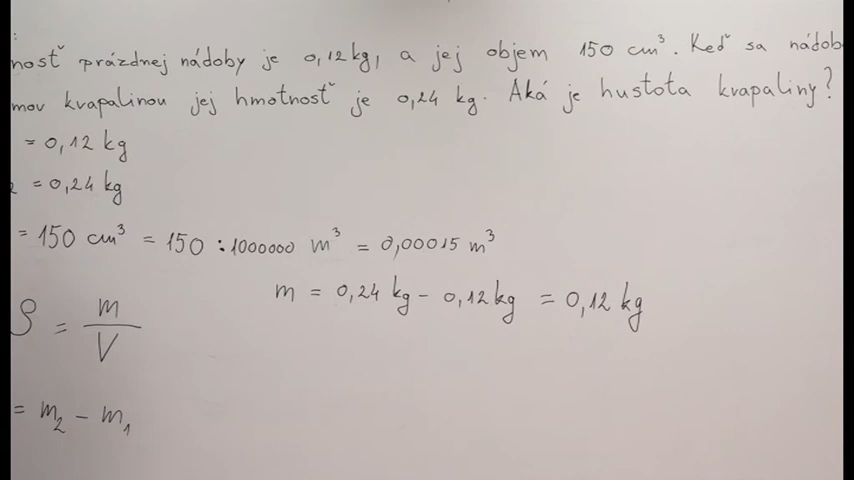 :
nosť prázdnej nádoby je 0,12kg, a jej objem 150 cm³. Keď sa nádob
mov kvapalinou jej hmotnosť je 0,24 kg. Aká je hustota kvapaliny?
= 0,12 kg
2 = 0,24 kg
= 150 cm³ = 150 : 1000000 m³ = 0,00015 m³
m = 0,24 kg - 0,12 kg = 0,12 kg
ρ = m/V
= m₂ - m₁